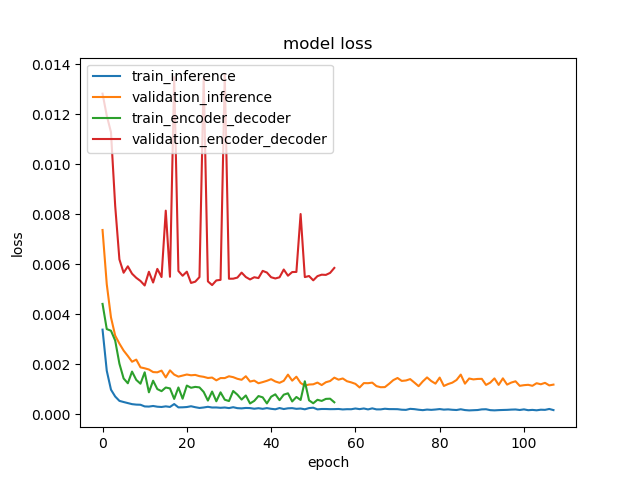 model loss
train_inference
validation_inference
train_encoder_decoder
validation_encoder_decoder
0.014
0.012
0.010
0.008
0.006
0.004
0.002
0.000
loss
0 20 40 60 80 100
epoch